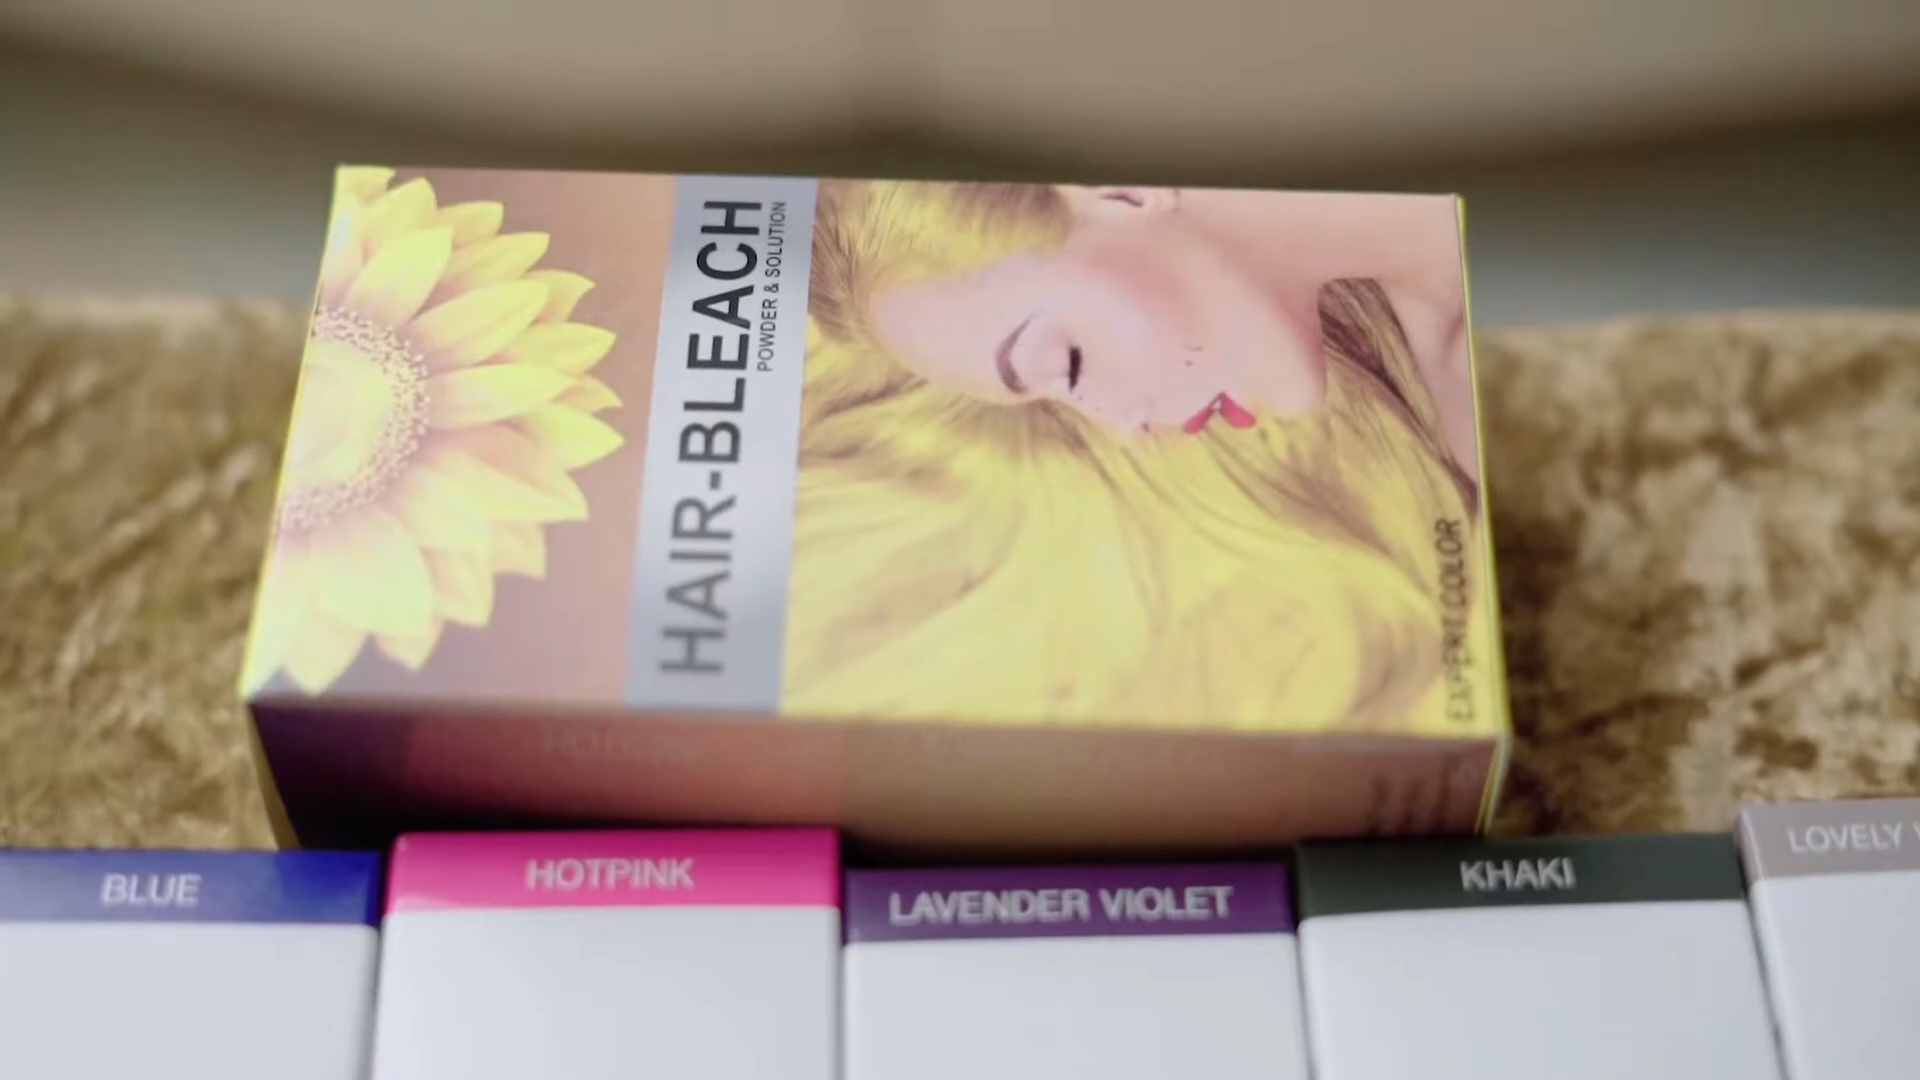 HAIR-BLEACH
POWDER & SOLUTION
EXPERT COLOR
BLUE
HOTPINK
LAVENDER VIOLET
KHAKI
LOVELY